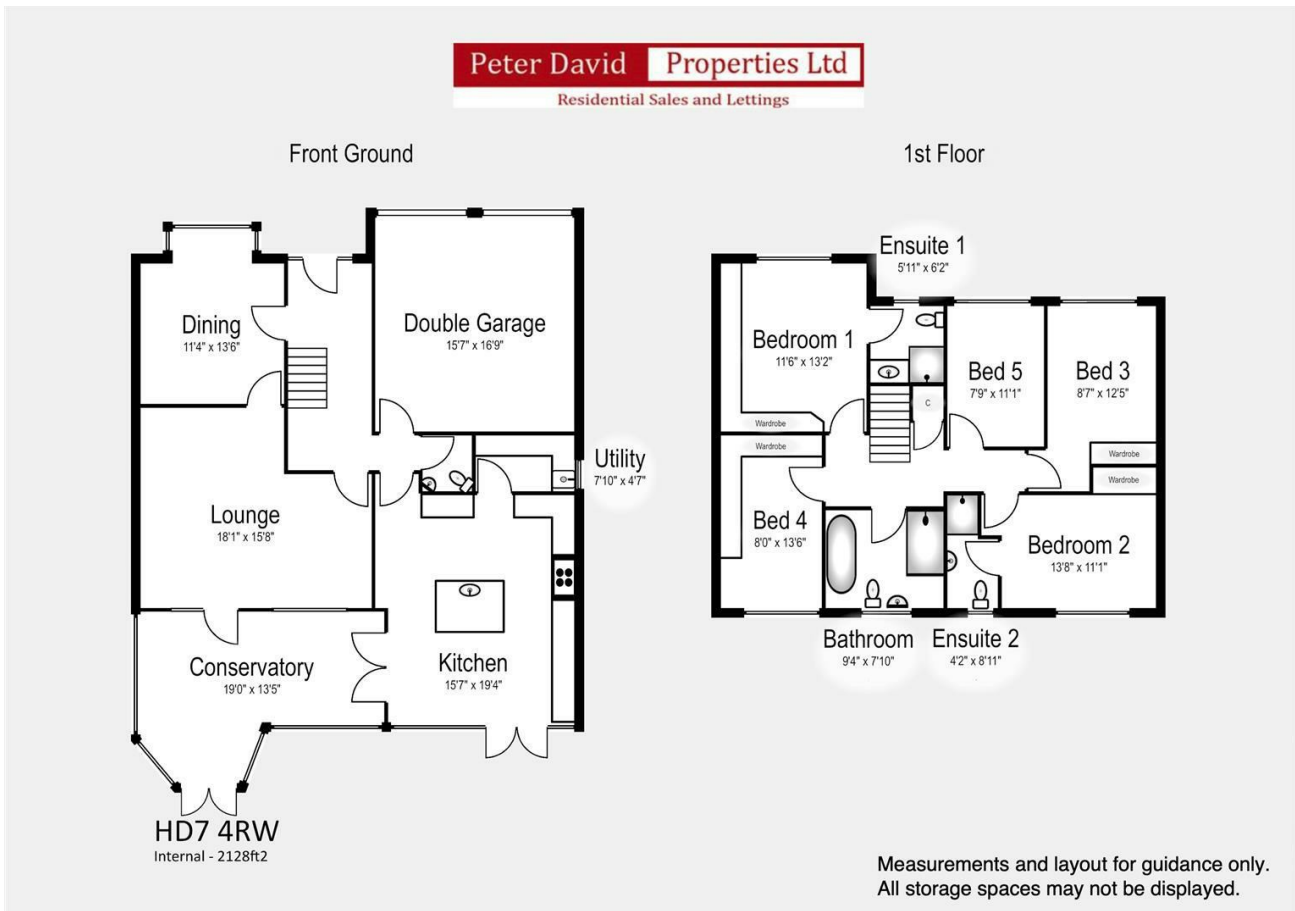 Peter David Properties Ltd
Residential Sales and Lettings
Front Ground
1st Floor
Dining
11'4" x 13'6"
Double Garage
15'7" x 16'9"
Utility
7'10" x 4'7"
Lounge
18'1" x 15'8"
Conservatory
19'0" x 13'5"
Kitchen
15'7" x 19'4"
HD7 4RW
Internal - 2128ft2
Ensuite 1
5'11" x 6'2"
Bedroom 1
11'6" x 13'2"
Wardrobe
C
Bed 5
7'9" x 11'1"
Bed 3
8'7" x 12'5"
Wardrobe
Wardrobe
Wardrobe
Bed 4
8'0" x 13'6"
Bedroom 2
13'8" x 11'1"
Bathroom
9'4" x 7'10"
Ensuite 2
4'2" x 8'11"
Measurements and layout for guidance only.
All storage spaces may not be displayed.